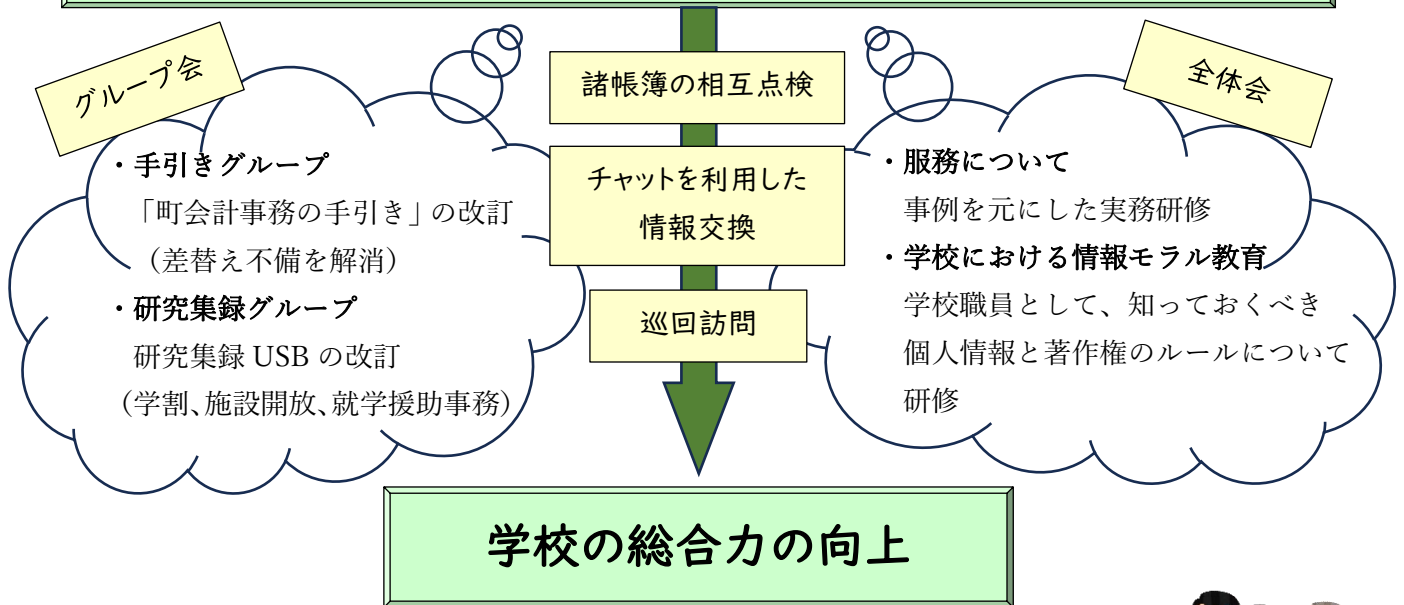 グループ会
・手引きグループ
「町会計事務の手引き」の改訂
（差替え不備を解消）
・研究集録グループ
研究集録 USB の改訂
（学割、施設開放、就学援助事務）
諸帳簿の相互点検
チャットを利用した
情報交換
巡回訪問
全体会
・服務について
事例を元にした実務研修
・学校における情報モラル教育
学校職員として、知っておくべき
個人情報と著作権のルールについて
研修
学校の総合力の向上